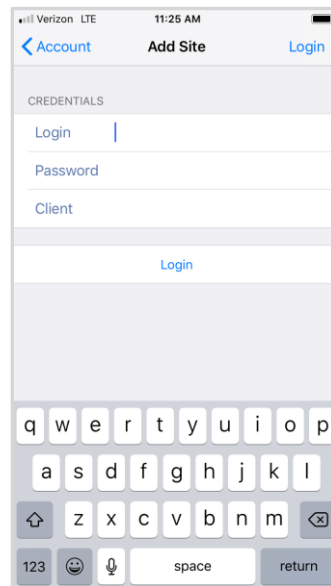 Verizon LTE 11:25 AM
Account Add Site Login
CREDENTIALS
Login
Password
Client
Login
q w e r t y u i o p
a s d f g h j k l
z x c v b n m
123 space return